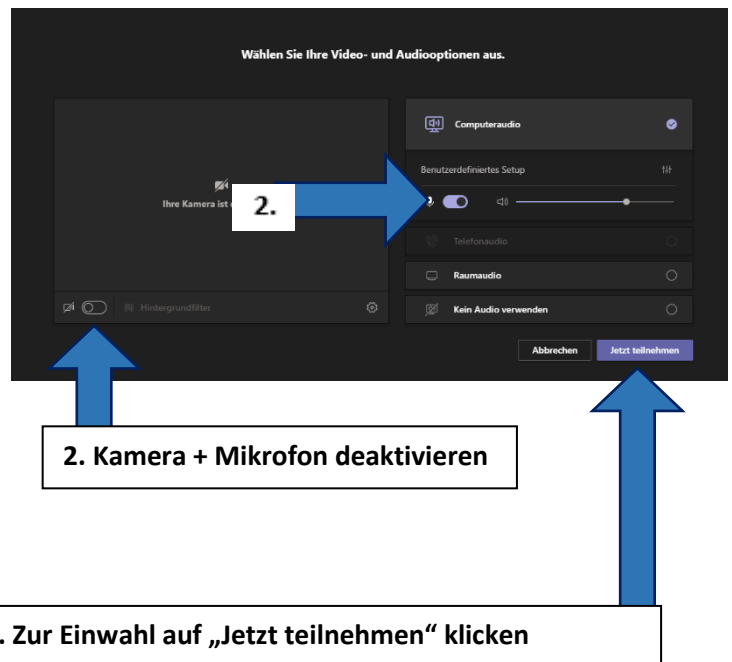 Wählen Sie Ihre Video- und Audiooptionen aus.
Computeraudio
Benutzerdefiniertes Setup
Ihre Kamera ist
2.
Telefonaudio
Raumaudio
Hintergrundfilter
Kein Audio verwenden
Abbrechen
Jetzt teilnehmen
2. Kamera + Mikrofon deaktivieren
. Zur Einwahl auf „Jetzt teilnehmen“ klicken